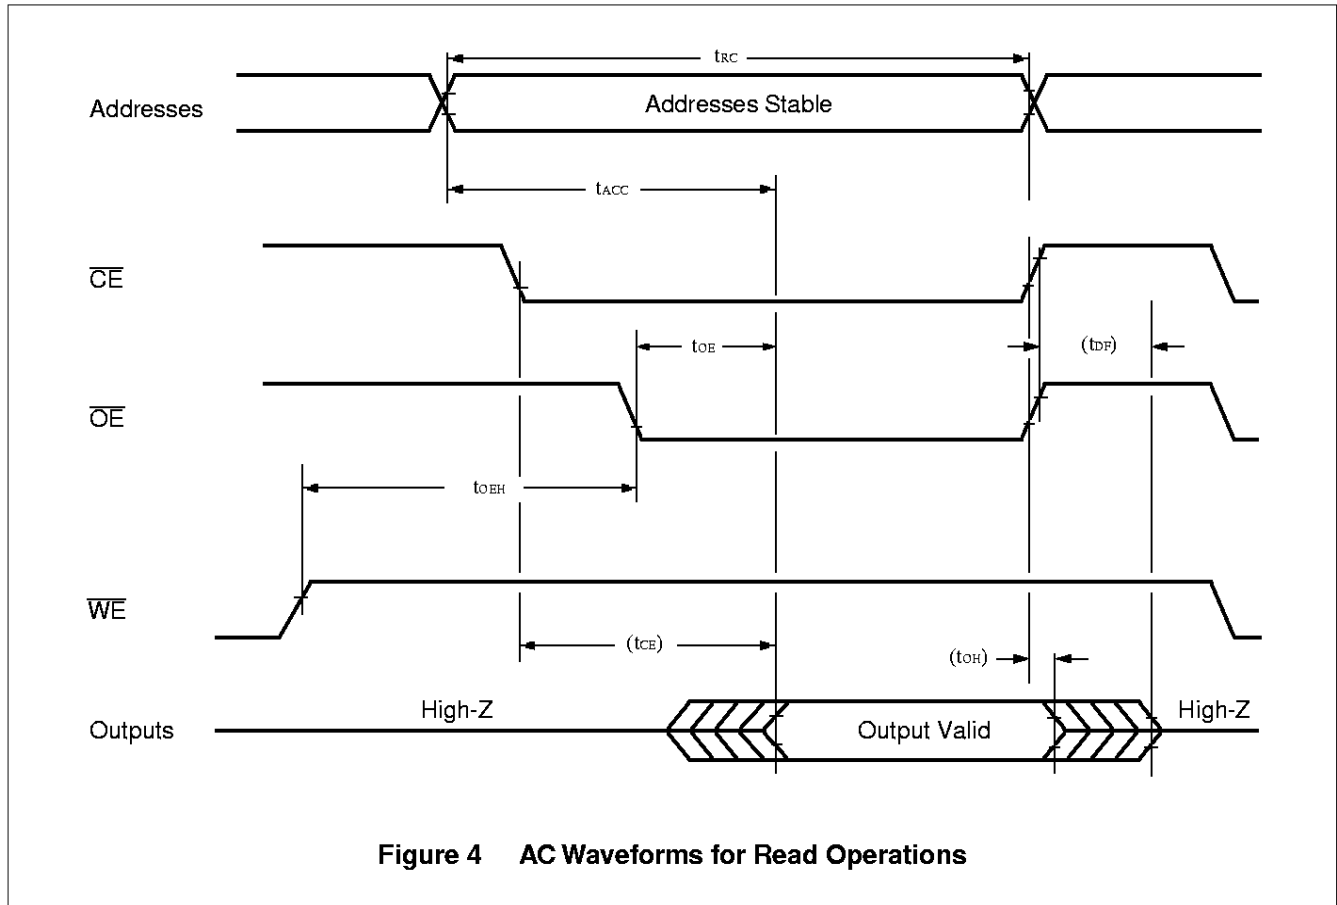 tRC
Addresses
Addresses Stable
tACC
CE
tOE
(tDF)
OE
tOEH
WE
(tCE)
(tOH)
High-Z
High-Z
Outputs
Output Valid
Figure 4 AC Waveforms for Read Operations